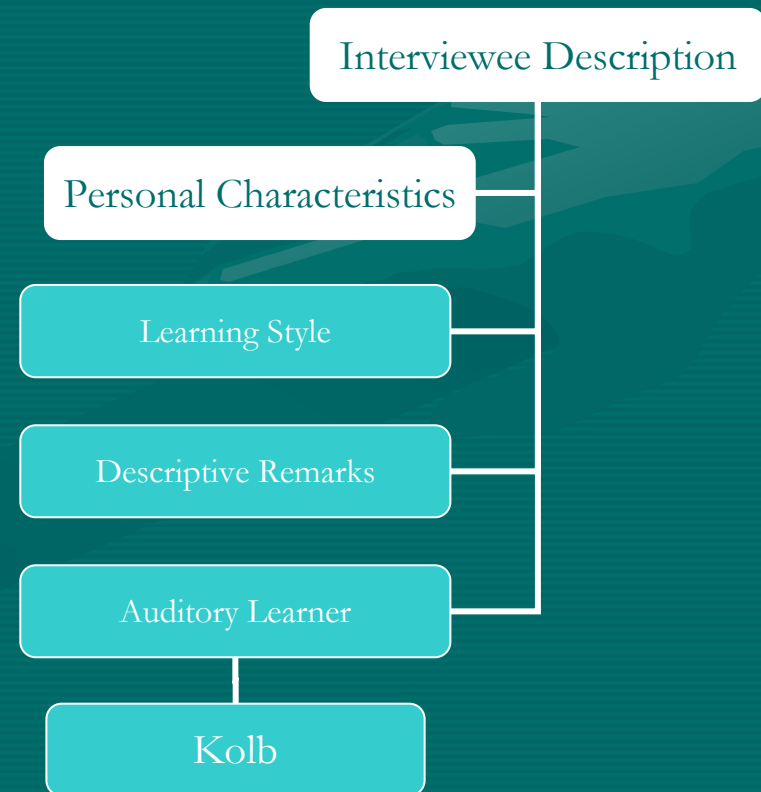 Interviewee Description
Personal Characteristics
Learning Style
Descriptive Remarks
Auditory Learner
Kolb